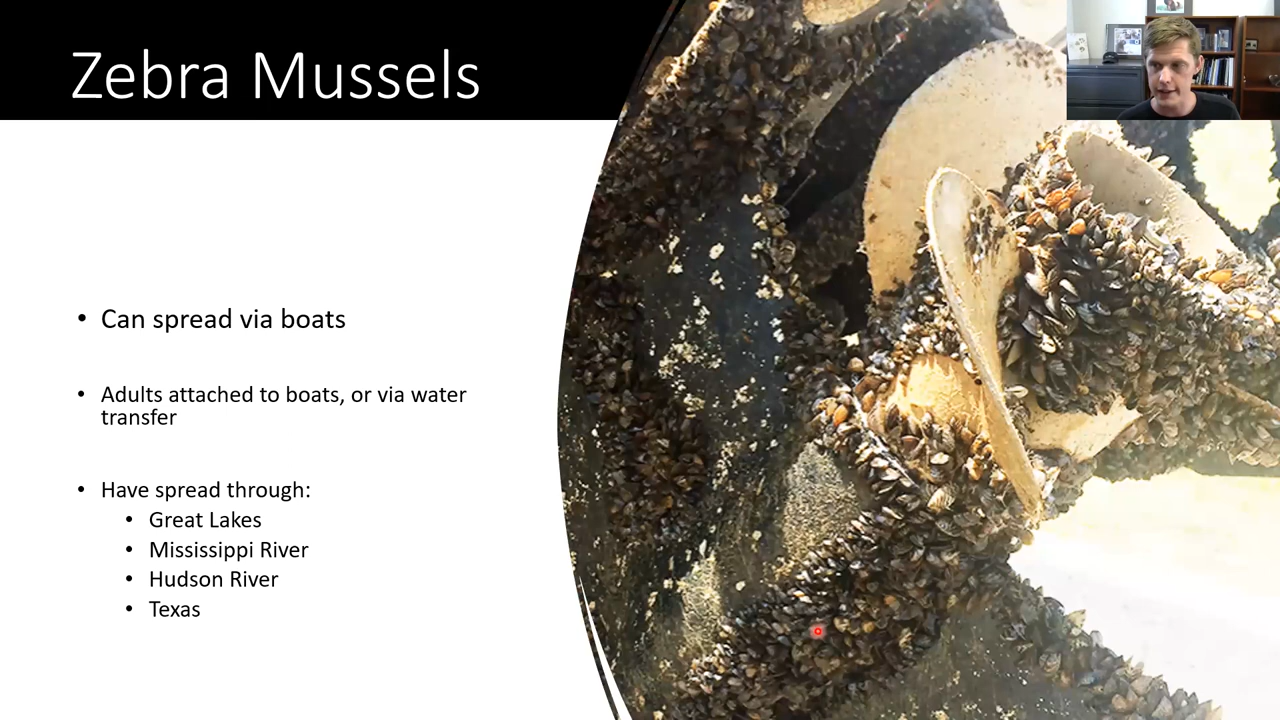 Zebra Mussels
• Can spread via boats
• Adults attached to boats, or via water
transfer
• Have spread through:
• Great Lakes
• Mississippi River
• Hudson River
• Texas